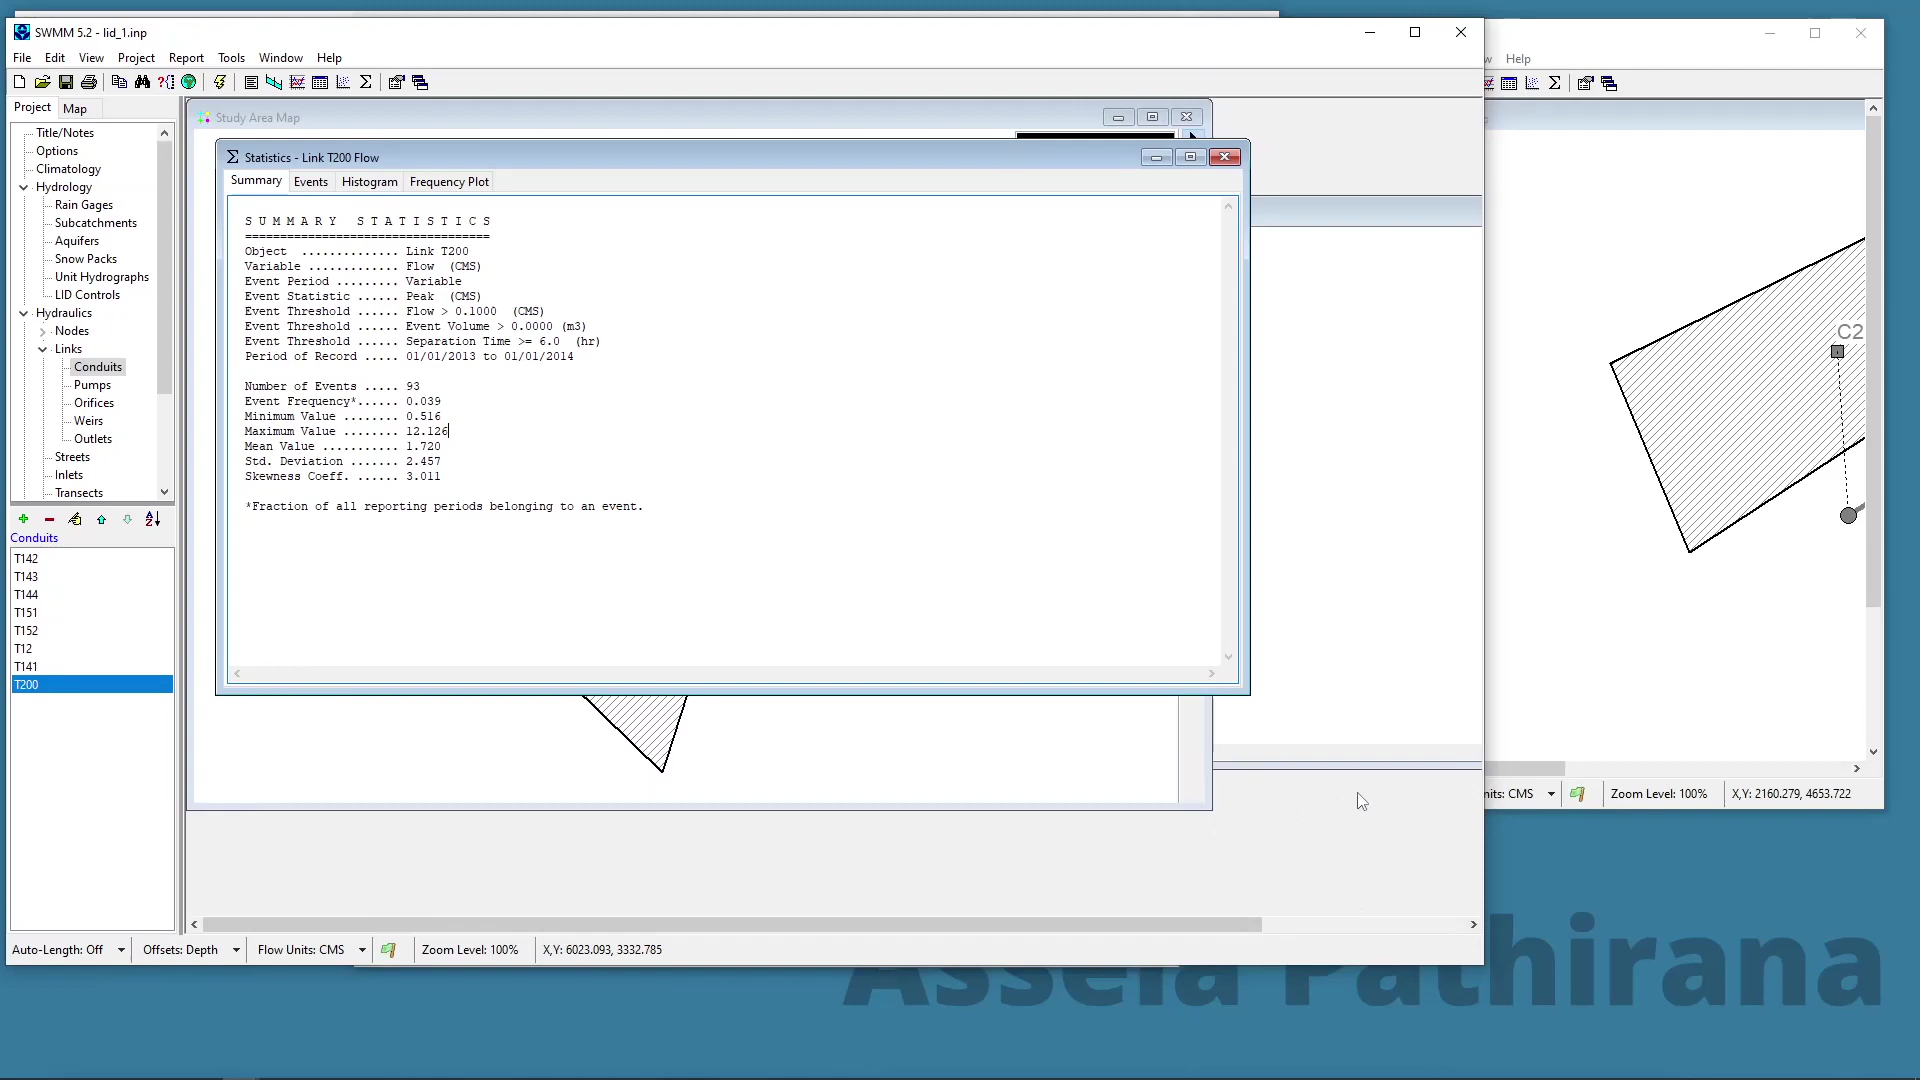 SWMM 5.2 - lid_1.inp
File Edit View Project Report Tools Window Help
Help
Project Map
Title/Notes
Options
Climatology
Hydrology
Rain Gages
Subcatchments
Aquifers
Snow Packs
Unit Hydrographs
LID Controls
Hydraulics
Nodes
Links
Conduits
Pumps
Orifices
Weirs
Outlets
Streets
Inlets
Transects
Conduits
T142
T143
T144
T151
T152
T12
T141
T200
Study Area Map
Statistics - Link T200 Flow
Summary Events Histogram Frequency Plot
S U M M A R Y   S T A T I S T I C S
===================================
Object .............. Link T200
Variable ............. Flow (CMS)
Event Period ......... Variable
Event Statistic ...... Peak (CMS)
Event Threshold ...... Flow > 0.1000 (CMS)
Event Threshold ...... Event Volume > 0.0000 (m3)
Event Threshold ...... Separation Time >= 6.0 (hr)
Period of Record ..... 01/01/2013 to 01/01/2014
Number of Events ..... 93
Event Frequency*...... 0.039
Minimum Value ........ 0.516
Maximum Value ........ 12.126
Mean Value ........... 1.720
Std. Deviation ....... 2.457
Skewness Coeff. ...... 3.011
*Fraction of all reporting periods belonging to an event.
C2
CMS Zoom Level: 100% X,Y: 2160.279, 4653.722
Auto-Length: Off Offsets: Depth Flow Units: CMS Zoom Level: 100% X,Y: 6023.093, 3332.785
Assela Pathirana